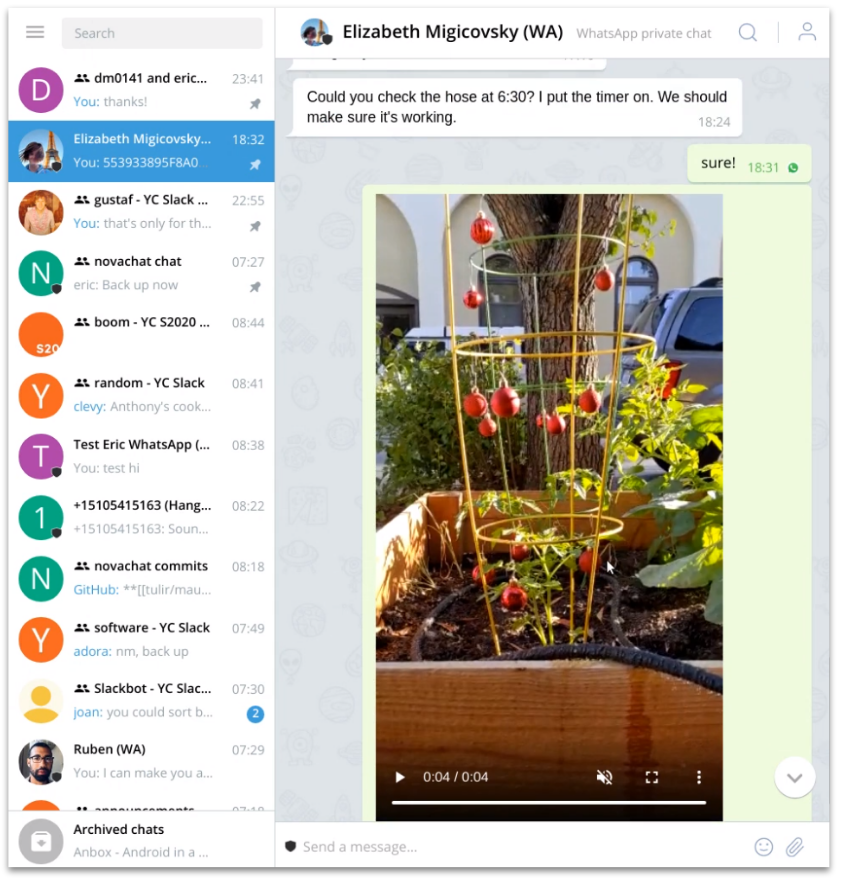 Search
D
dm0141 and eric...
23:41
You: thanks!
Elizabeth Migicovsky...
18:32
You: 553933895F8A0...
gustaf - YC Slack ...
22:55
You: that's only for th...
N
novachat chat
07:27
eric: Back up now
S20
boom - YC S2020 ...
08:44
Y
random - YC Slack
08:41
clevy: Anthony's cook...
T
Test Eric WhatsApp (...
08:38
You: test hi
1
+15105415163 (Hang...
08:22
+15105415163: Soun...
N
novachat commits
08:18
GitHub: **[[tulir/mau...
Y
software - YC Slack
07:49
adora: nm, back up
Slackbot - YC Slac...
07:30
joan: you could sort b...
2
Ruben (WA)
07:29
You: I can make you a...
announcements
Archived chats
Anbox - Android in a ...
Elizabeth Migicovsky (WA)
WhatsApp private chat
Could you check the hose at 6:30? I put the timer on. We should
make sure it's working.
18:24
sure!
18:31
0:04 / 0:04
Send a message...